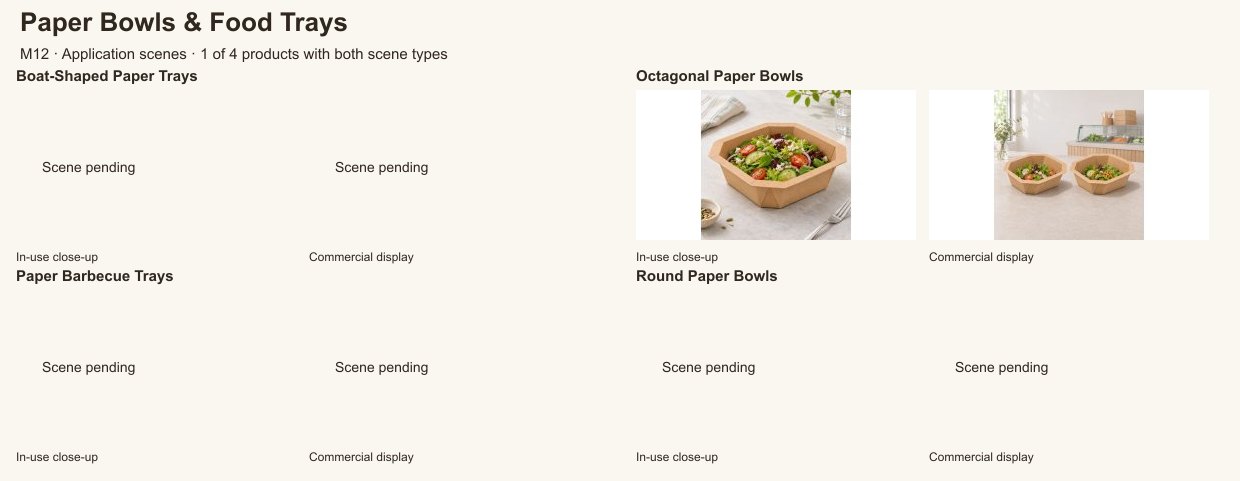 Paper Bowls & Food Trays
M12 · Application scenes · 1 of 4 products with both scene types
Boat-Shaped Paper Trays
Scene pending
Scene pending
In-use close-up
Commercial display
Octagonal Paper Bowls
In-use close-up
Commercial display
Paper Barbecue Trays
Scene pending
Scene pending
In-use close-up
Commercial display
Round Paper Bowls
Scene pending
Scene pending
In-use close-up
Commercial display